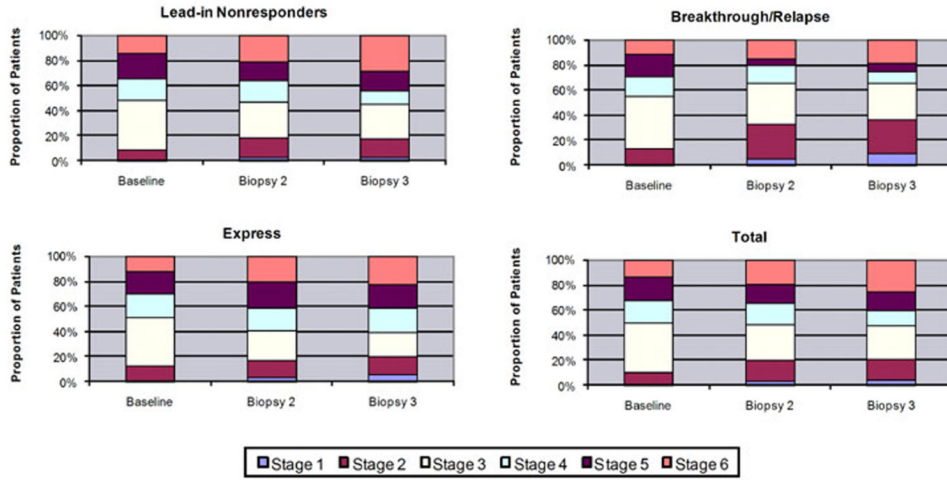 Lead-in Nonresponders
Proportion of Patients
100%
80%
60%
40%
20%
0%
Baseline
Biopsy 2
Biopsy 3
Breakthrough/Relapse
Proportion of Patients
100%
80%
60%
40%
20%
0%
Baseline
Biopsy 2
Biopsy 3
Express
Proportion of Patients
100%
80%
60%
40%
20%
0%
Baseline
Biopsy 2
Biopsy 3
Total
Proportion of Patients
100%
80%
60%
40%
20%
0%
Baseline
Biopsy 2
Biopsy 3
Stage 1 Stage 2 Stage 3 Stage 4 Stage 5 Stage 6